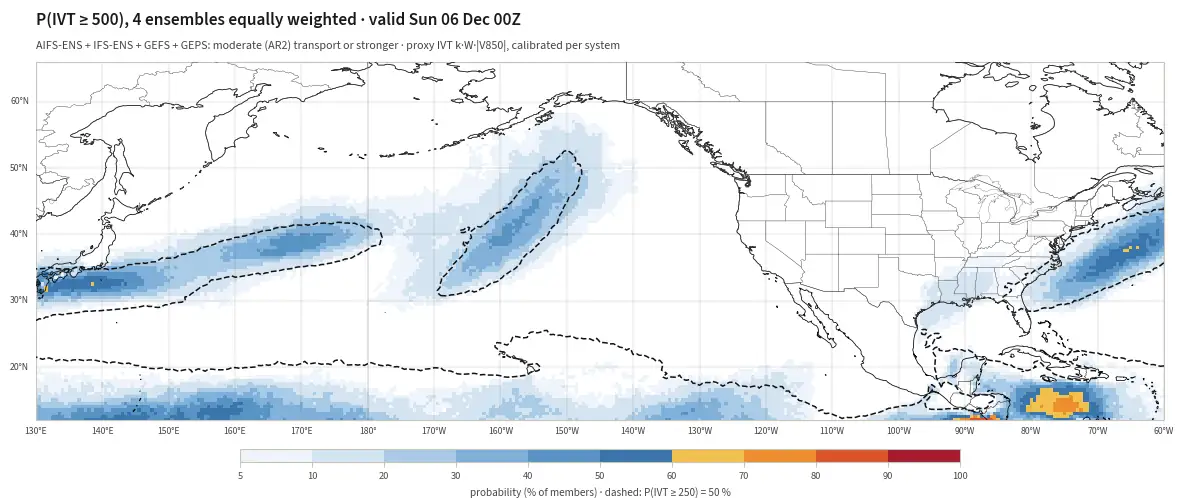 P(IVT ≥ 500), 4 ensembles equally weighted · valid Sun 06 Dec 00Z
AIFS-ENS + IFS-ENS + GEFS + GEPS: moderate (AR2) transport or stronger · proxy IVT k·W·|V850|, calibrated per system
60°N
50°N
40°N
30°N
20°N
130°E 140°E 150°E 160°E 170°E 180° 170°W 160°W 150°W 140°W 130°W 120°W 110°W 100°W 90°W 80°W 70°W 60°W
5 10 20 30 40 50 60 70 80 90 100
probability (% of members) · dashed: P(IVT ≥ 250) = 50 %